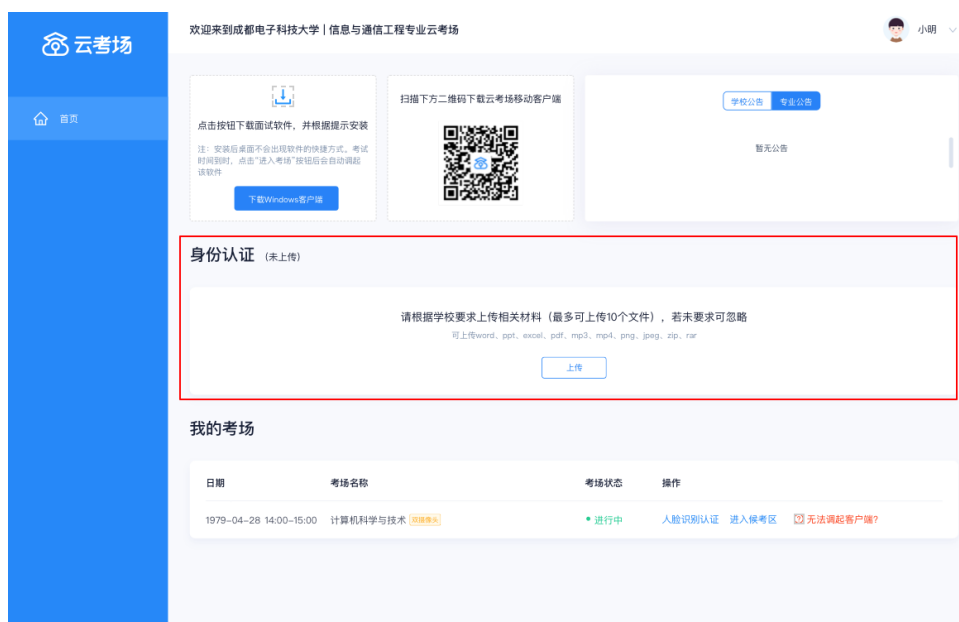 云考场
欢迎来到成都电子科技大学 | 信息与通信工程专业云考场
小明
首页
点击按钮下载面试软件，并根据提示安装
注：安装后桌面不会出现软件的快捷方式。考试
时间到时，点击“进入考场”按钮后会自动调起
该软件
下载Windows客户端
扫描下方二维码下载云考场移动客户端
学校公告 专业公告
暂无公告
身份认证 (未上传)
请根据学校要求上传相关材料（最多可上传10个文件），若未要求可忽略
可上传word、ppt、excel、pdf、mp3、mp4、png、jpeg、zip、rar
上传
我的考场
日期 考场名称 考场状态 操作
1979-04-28 14:00-15:00 计算机科学与技术 双摄像头 进行中 人脸识别认证 进入候考区 无法调起客户端?